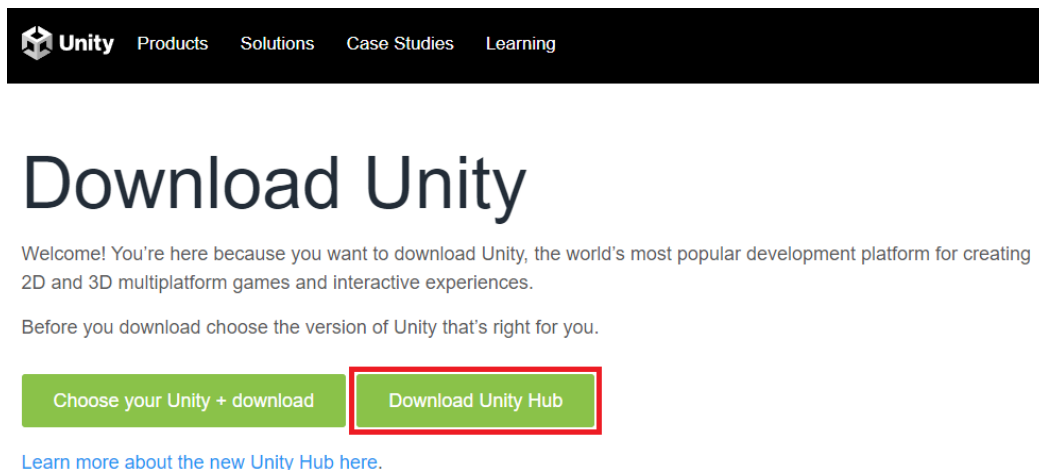 Unity Products Solutions Case Studies Learning
Download Unity
Welcome! You’re here because you want to download Unity, the world’s most popular development platform for creating
2D and 3D multiplatform games and interactive experiences.
Before you download choose the version of Unity that’s right for you.
Choose your Unity + download Download Unity Hub
Learn more about the new Unity Hub here.